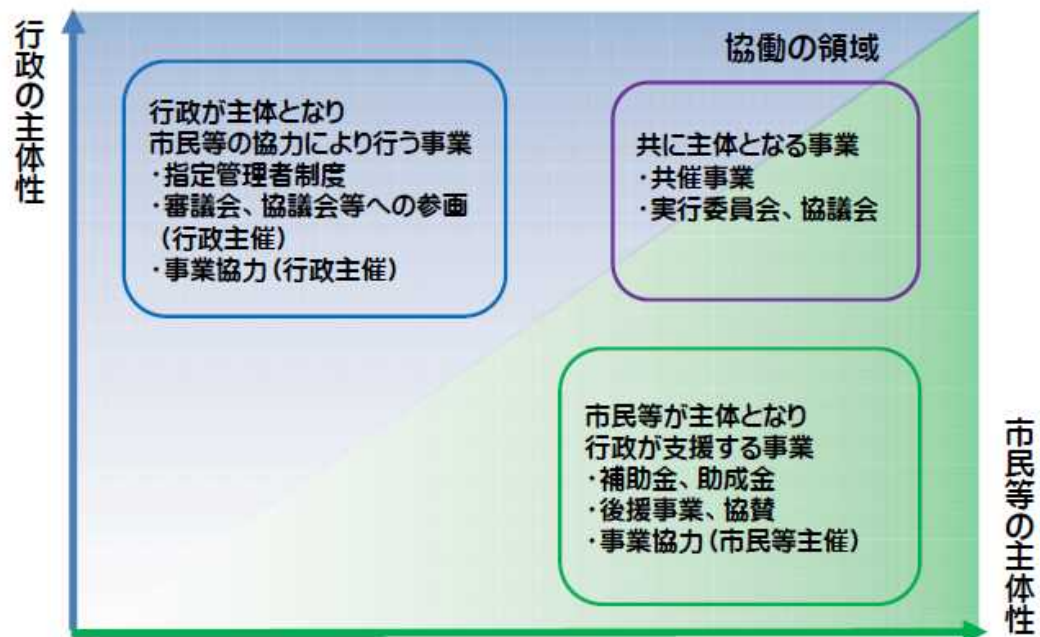 行政の主体性
協働の領域
行政が主体となり
市民等の協力により行う事業
・指定管理者制度
・審議会、協議会等への参画
(行政主催)
・事業協力(行政主催)
共に主体となる事業
・共催事業
・実行委員会、協議会
市民等が主体となり
行政が支援する事業
・補助金、助成金
・後援事業、協賛
・事業協力(市民等主催)
市民等の主体性